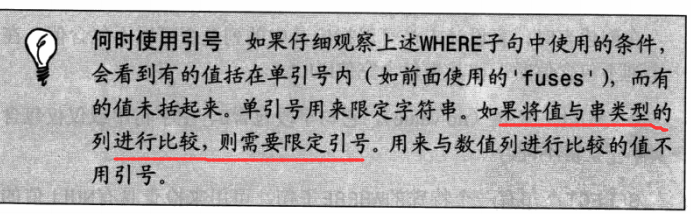 何时使用引号　如果仔细观察上述WHERE子句中使用的条件，
会看到有的值括在单引号内（如前面使用的'fuses'），而有
的值未括起来。单引号用来限定字符串。如果将值与串类型的
列进行比较，则需要限定引号。用来与数值列进行比较的值不
用引号。